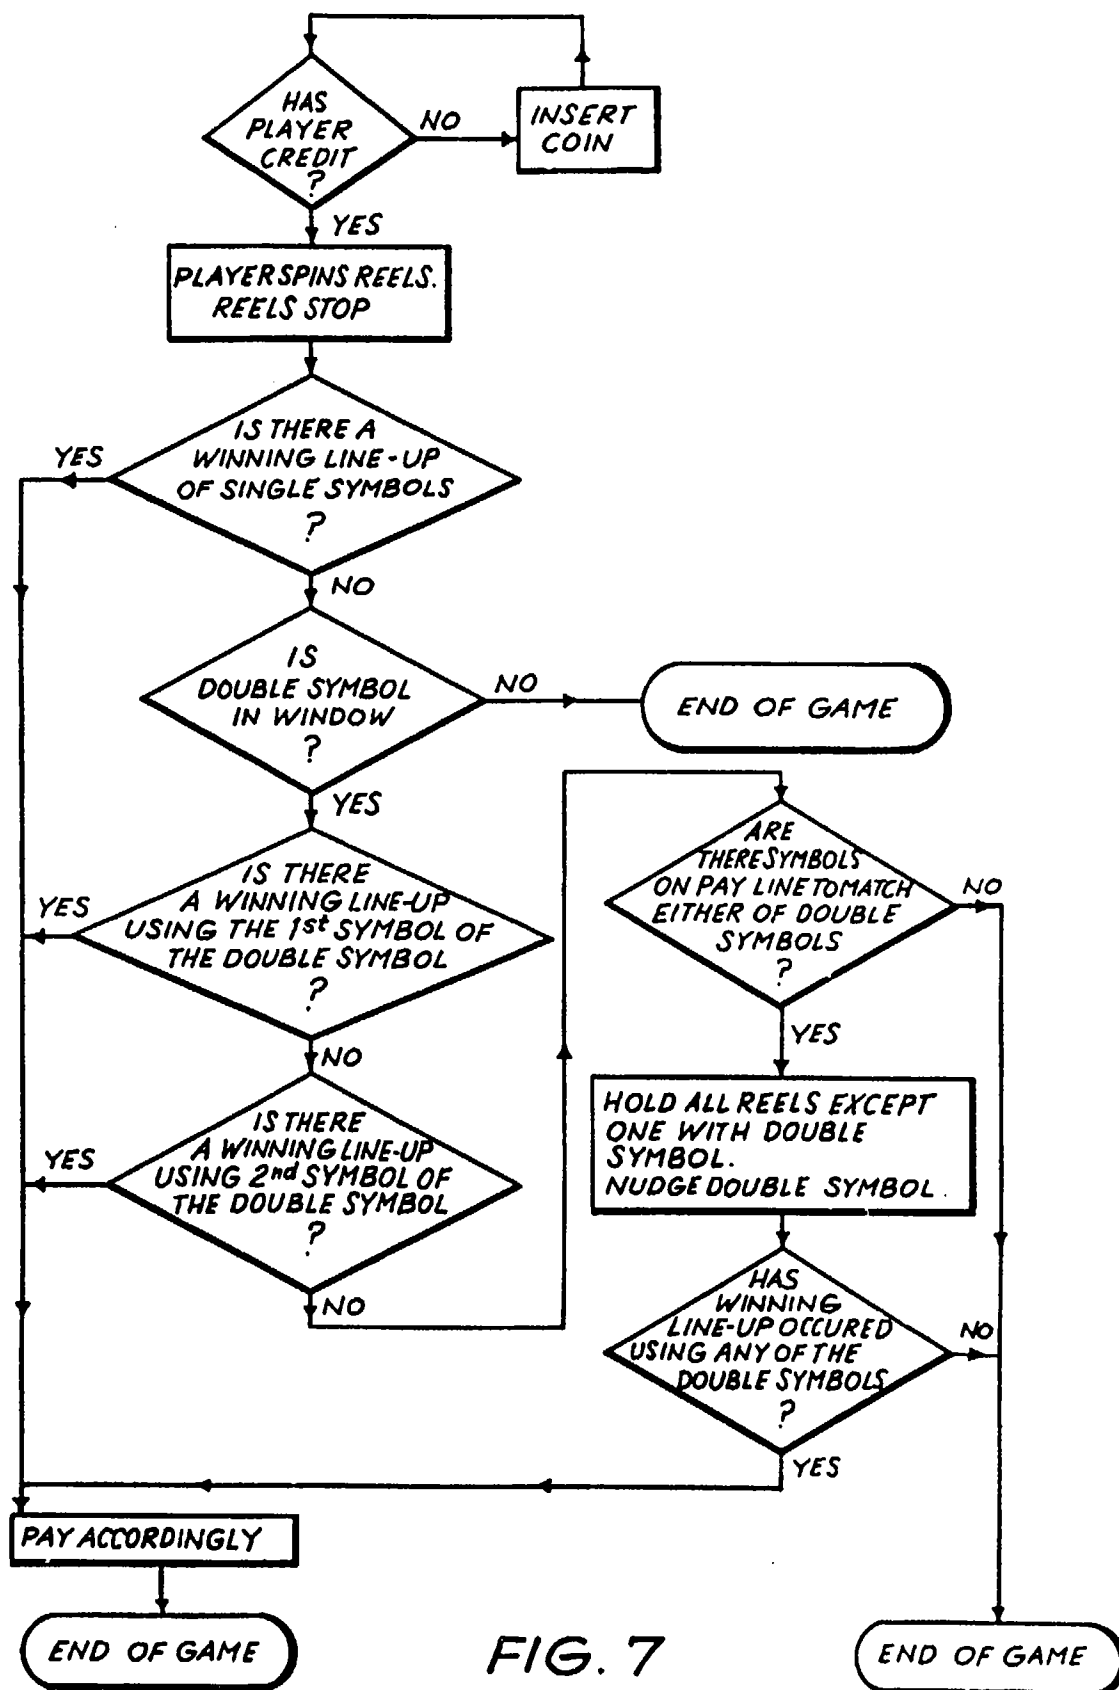 HAS
PLAYER
CREDIT
?
NO
INSERT
COIN
YES
PLAYER SPINS REELS.
REELS STOP
IS THERE A
WINNING LINE-UP
OF SINGLE SYMBOLS
?
YES
NO
IS
DOUBLE SYMBOL
IN WINDOW
?
NO
END OF GAME
YES
IS THERE
A WINNING LINE-UP
USING THE 1st SYMBOL OF
THE DOUBLE SYMBOL
?
YES
NO
IS THERE
A WINNING LINE-UP
USING 2nd SYMBOL OF
THE DOUBLE SYMBOL
?
YES
NO
ARE
THERE SYMBOLS
ON PAY LINE TO MATCH
EITHER OF DOUBLE
SYMBOLS
?
NO
YES
HOLD ALL REELS EXCEPT
ONE WITH DOUBLE
SYMBOL.
NUDGE DOUBLE SYMBOL.
HAS
WINNING
LINE-UP OCCURED
USING ANY OF THE
DOUBLE SYMBOLS
?
NO
YES
PAY ACCORDINGLY
END OF GAME
END OF GAME
FIG. 7